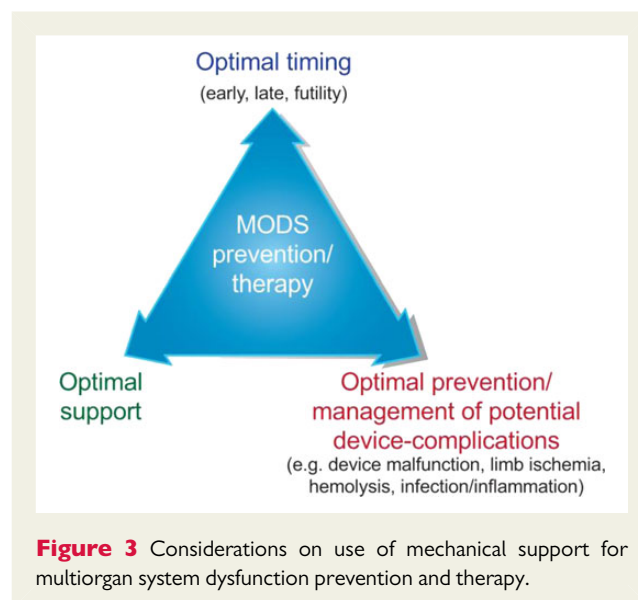 Optimal timing
(early, late, futility)
MODS
prevention/
therapy
Optimal
support
Optimal prevention/
management of potential
device-complications
(e.g. device malfunction, limb ischemia,
hemolysis, infection/inflammation)
Figure 3 Considerations on use of mechanical support for
multiorgan system dysfunction prevention and therapy.